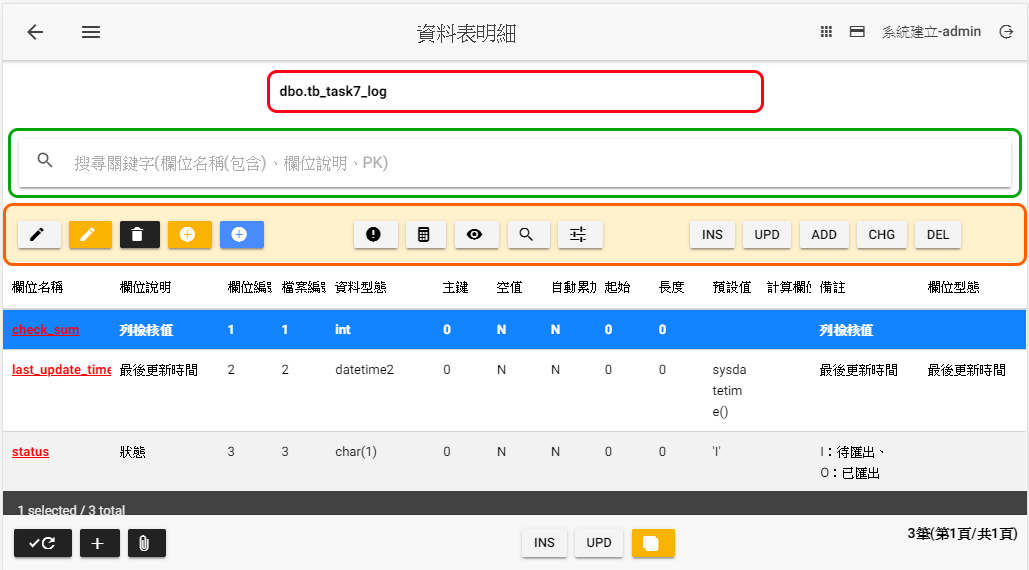 資料表明細
系統建立-admin
dbo.tb_task7_log
搜尋關鍵字(欄位名稱(包含)、欄位說明、PK)
INS UPD ADD CHG DEL
欄位名稱 欄位說明 欄位編號 檔案編號 資料型態 主鍵 空值 自動累加 起始 長度 預設值 計算欄位 備註 欄位型態
check_sum 列檢核值 1 1 int 0 N N 0 0 列檢核值
last_update_time 最後更新時間 2 2 datetime2 0 N N 0 0 sysda 最後更新時間 最後更新時間
tetim
e()
status 狀態 3 3 char(1) 0 N N 0 0 'I' I：待匯出、
O：已匯出
1 selected / 3 total
INS UPD 3筆(第1頁/共1頁)